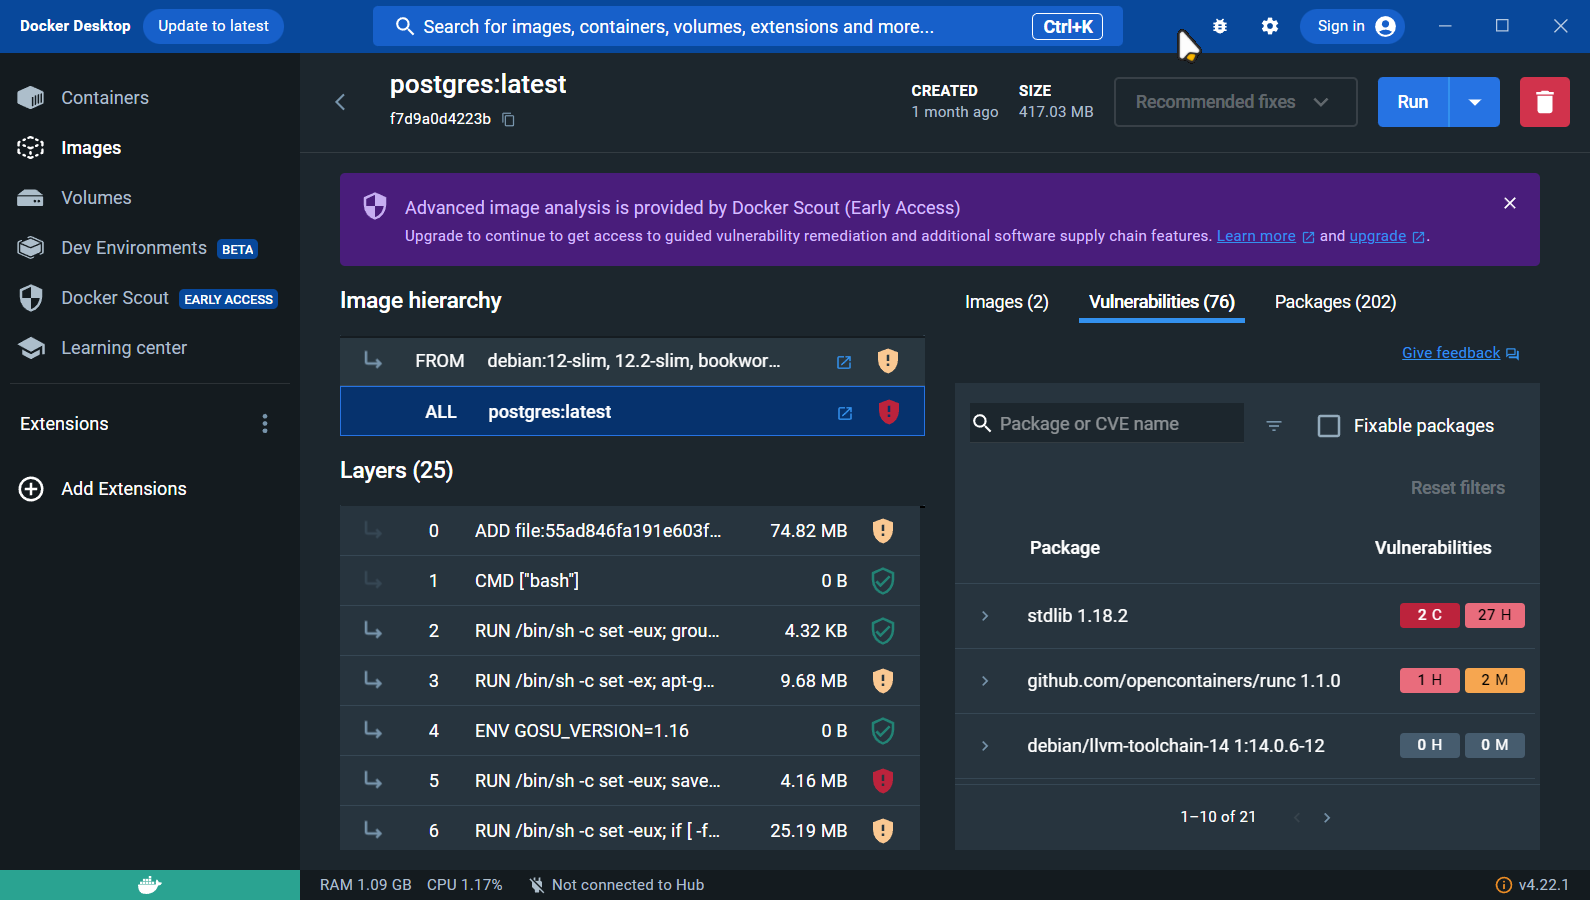 Docker Desktop
Update to latest
Search for images, containers, volumes, extensions and more...
Ctrl+K
Sign in
Containers
Images
Volumes
Dev Environments BETA
Docker Scout EARLY ACCESS
Learning center
Extensions
Add Extensions
postgres:latest
f7d9a0d4223b
CREATED
1 month ago
SIZE
417.03 MB
Recommended fixes
Run
Advanced image analysis is provided by Docker Scout (Early Access)
Upgrade to continue to get access to guided vulnerability remediation and additional software supply chain features. Learn more and upgrade .
Image hierarchy
FROM debian:12-slim, 12.2-slim, bookwor...
ALL postgres:latest
Layers (25)
0 ADD file:55ad846fa191e603f... 74.82 MB
1 CMD ["bash"] 0 B
2 RUN /bin/sh -c set -eux; grou... 4.32 KB
3 RUN /bin/sh -c set -ex; apt-g... 9.68 MB
4 ENV GOSU_VERSION=1.16 0 B
5 RUN /bin/sh -c set -eux; save... 4.16 MB
6 RUN /bin/sh -c set -eux; if [ -f... 25.19 MB
Images (2)
Vulnerabilities (76)
Packages (202)
Give feedback
Package or CVE name
Fixable packages
Reset filters
Package Vulnerabilities
stdlib 1.18.2 2 C 27 H
github.com/opencontainers/runc 1.1.0 1 H 2 M
debian/llvm-toolchain-14 1:14.0.6-12 0 H 0 M
1–10 of 21
RAM 1.09 GB CPU 1.17% Not connected to Hub
v4.22.1